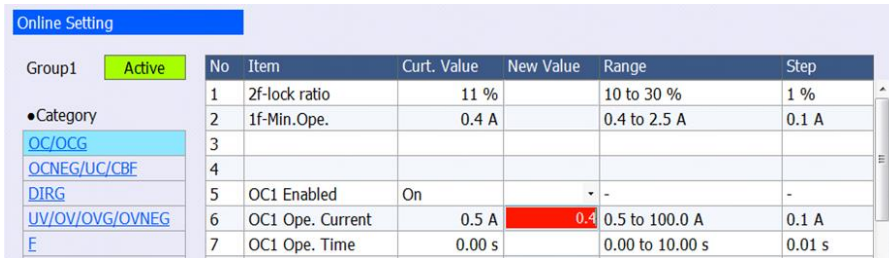 Online Setting
Group1 Active
●Category
OC/OCG
OCNEG/UC/CBF
DIRG
UV/OV/OVG/OVNEG
F
No Item Curt. Value New Value Range Step
1 2f-lock ratio 11 % 10 to 30 % 1 %
2 1f-Min.Ope. 0.4 A 0.4 to 2.5 A 0.1 A
3
4
5 OC1 Enabled On - -
6 OC1 Ope. Current 0.5 A 0.4 0.5 to 100.0 A 0.1 A
7 OC1 Ope. Time 0.00 s 0.00 to 10.00 s 0.01 s